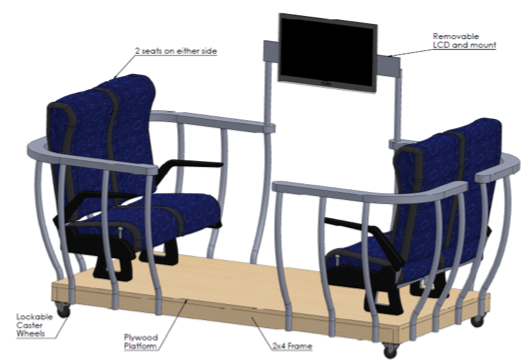 Removable
LCD and mount
2 seats on either side
Lockable
Caster
Wheels
Plywood
Platform
2x4 Frame